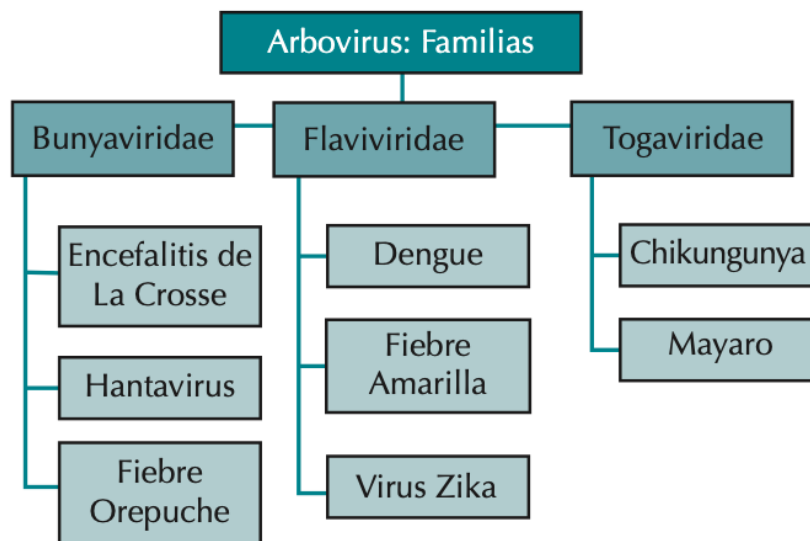 Arbovirus: Familias
Bunyaviridae
Flaviviridae
Togaviridae
Encefalitis de
La Crosse
Hantavirus
Fiebre
Orepuche
Dengue
Fiebre
Amarilla
Virus Zika
Chikungunya
Mayaro